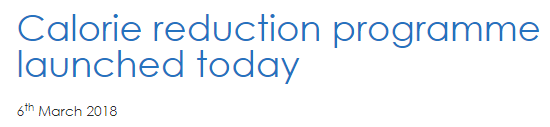 Calorie reduction programme
launched today
6th March 2018